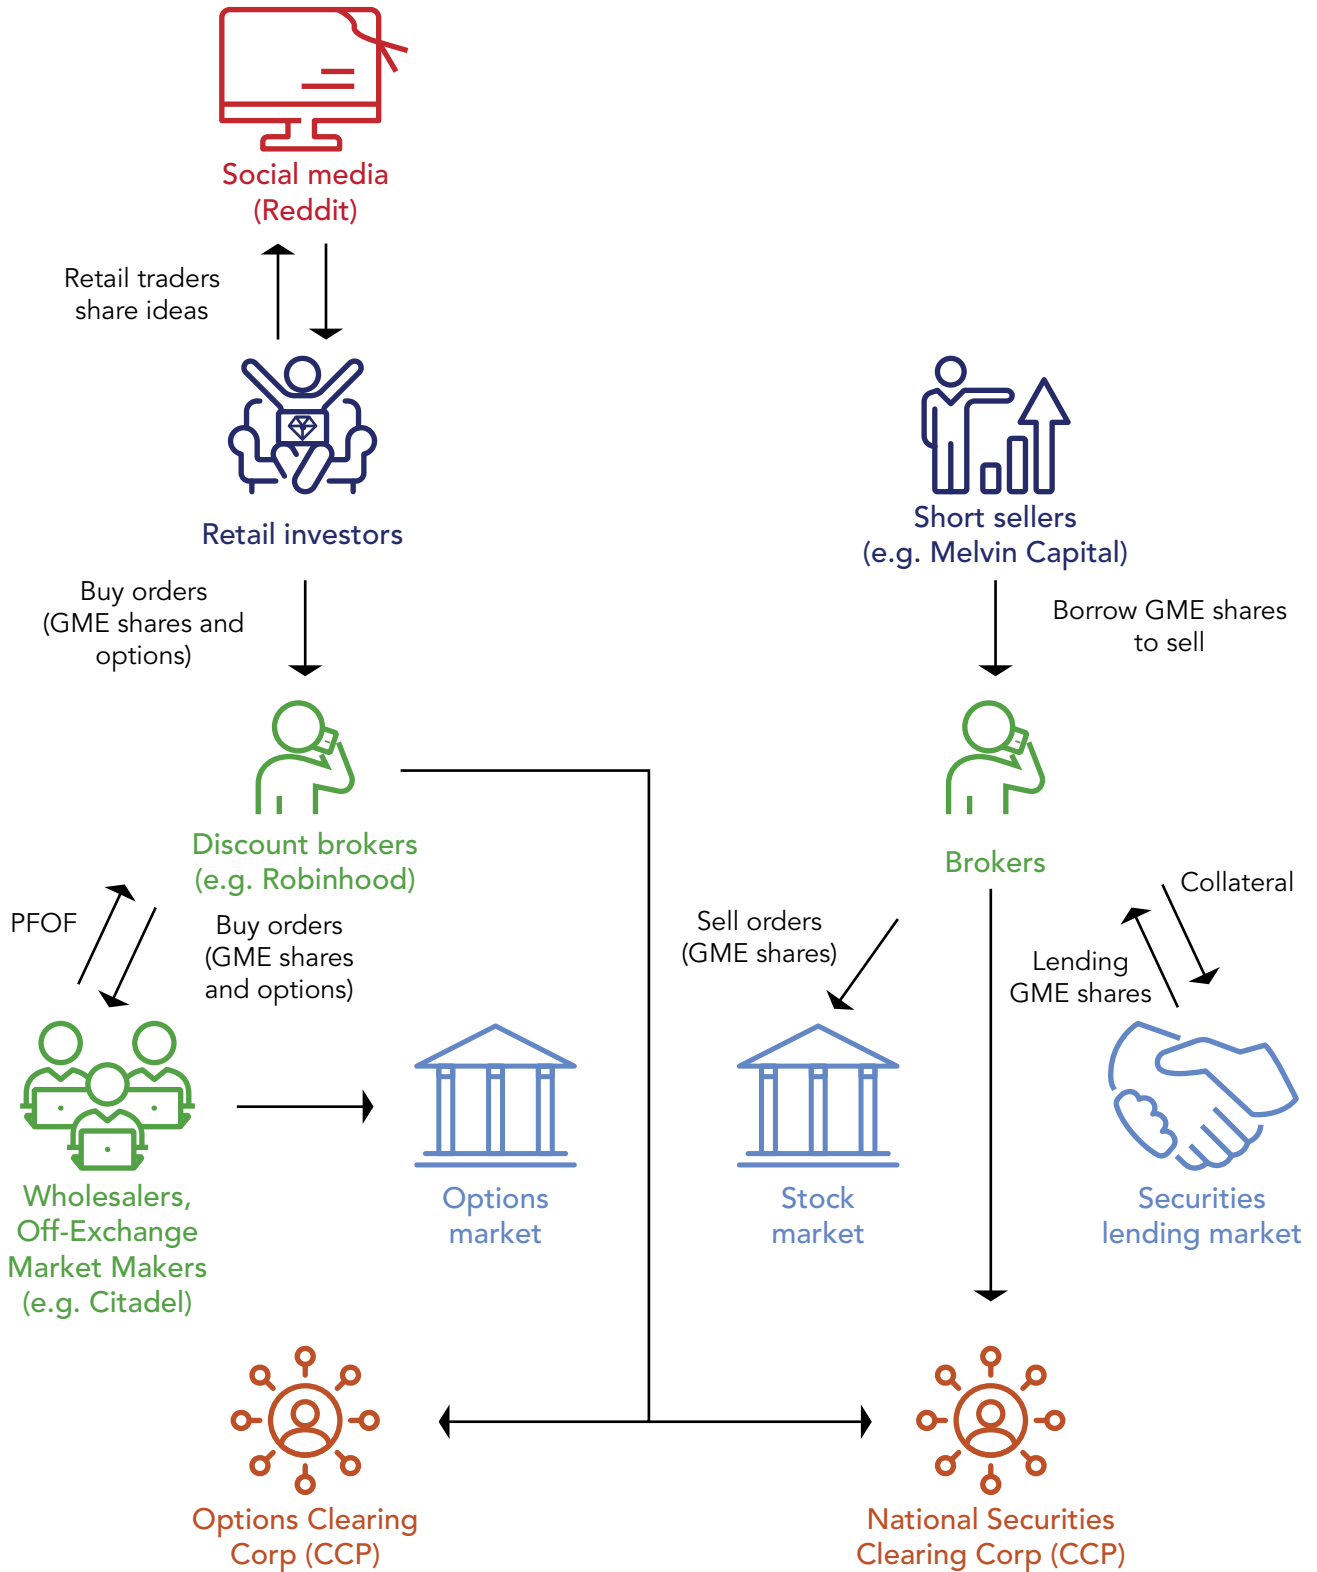 Social media
(Reddit)
Retail traders
share ideas
Retail investors
Short sellers
(e.g. Melvin Capital)
Buy orders
(GME shares and
options)
Borrow GME shares
to sell
Discount brokers
(e.g. Robinhood)
Brokers
PFOF
Buy orders
(GME shares
and options)
Sell orders
(GME shares)
Collateral
Lending
GME shares
Wholesalers,
Off-Exchange
Market Makers
(e.g. Citadel)
Options
market
Stock
market
Securities
lending market
Options Clearing
Corp (CCP)
National Securities
Clearing Corp (CCP)